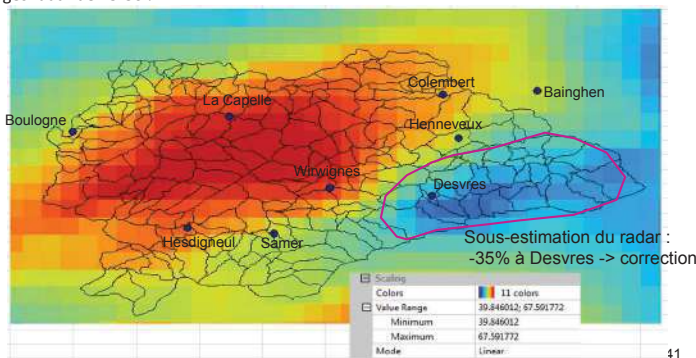 Colembert
Bainghen
La Capelle
Boulogne
Henneveux
Wirwignes
Desvres
Hesdigneul
Samer
Sous-estimation du radar :
-35% à Desvres -> correction
Scaling
Colors 11 colors
Value Range 39.846012; 67.591772
Minimum 39.846012
Maximum 67.591772
Mode Linear
41